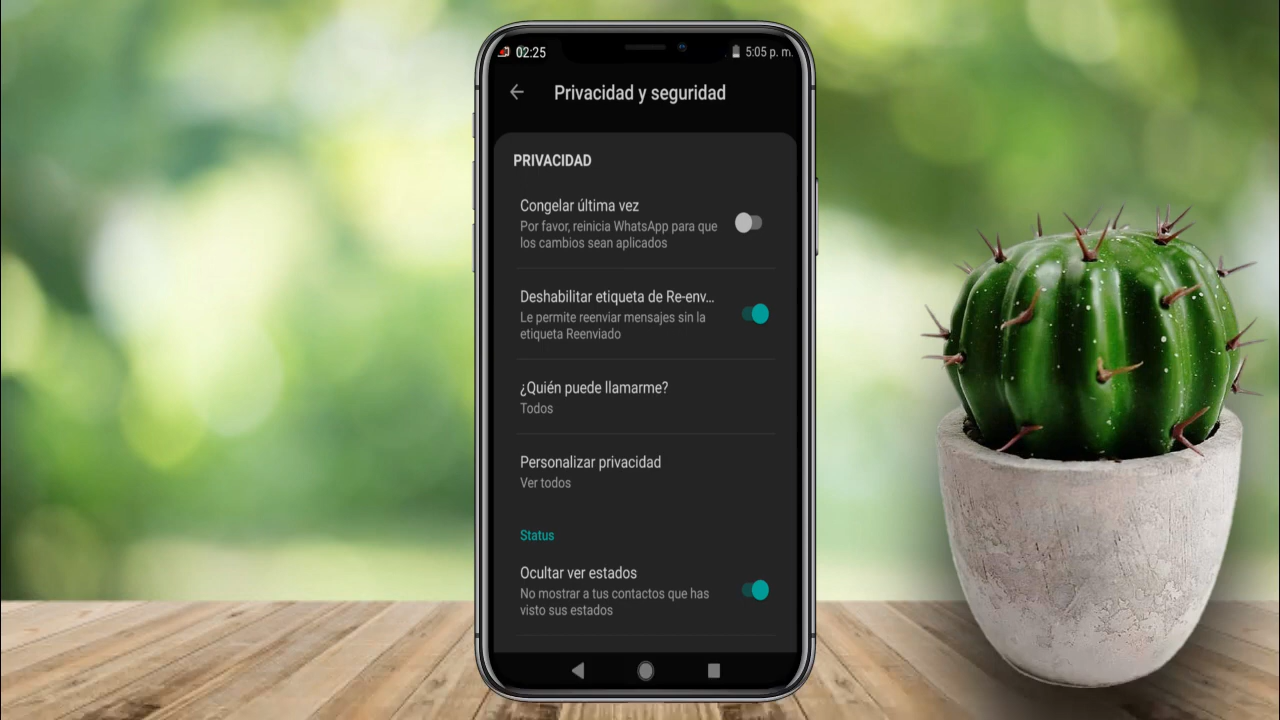 02:25
5:05 p. m.
Privacidad y seguridad
PRIVACIDAD
Congelar última vez
Por favor, reinicia WhatsApp para que
los cambios sean aplicados
Deshabilitar etiqueta de Re-env...
Le permite reenviar mensajes sin la
etiqueta Reenviado
¿Quién puede llamarme?
Todos
Personalizar privacidad
Ver todos
Status
Ocultar ver estados
No mostrar a tus contactos que has
visto sus estados